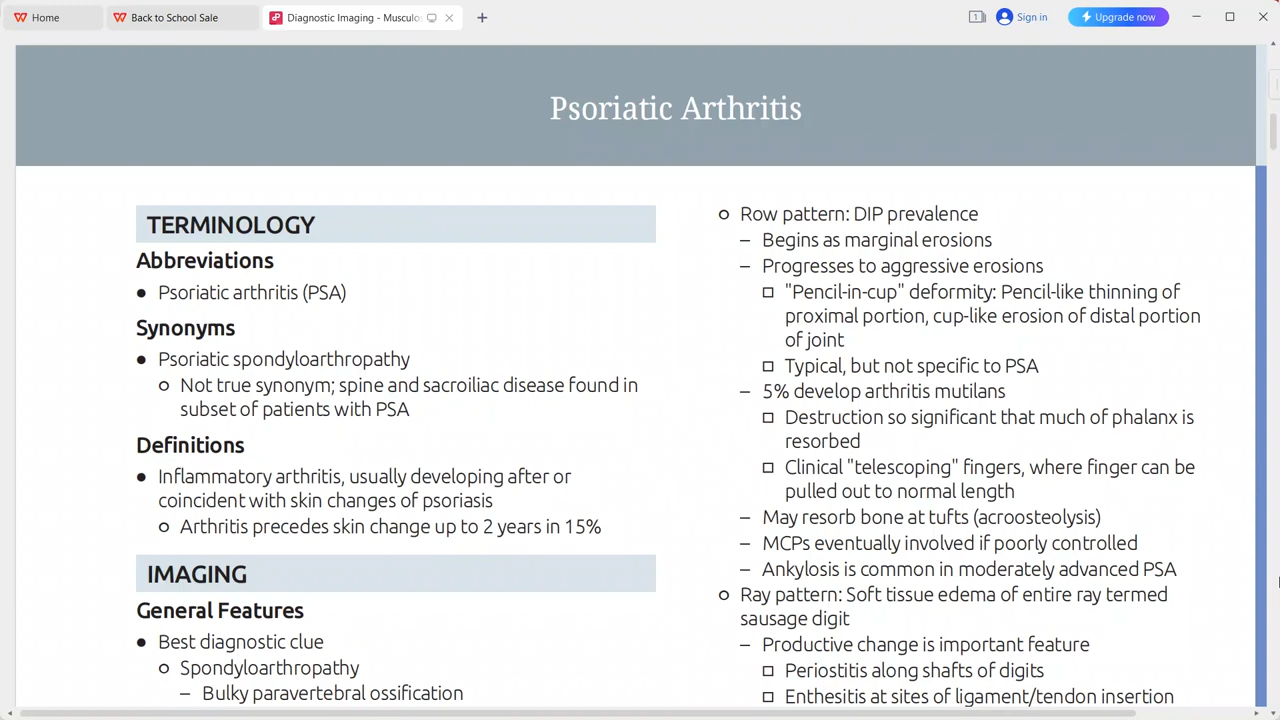 Home
Back to School Sale
Diagnostic Imaging - Musculos
1
Sign in
Upgrade now
Psoriatic Arthritis
TERMINOLOGY
Abbreviations
● Psoriatic arthritis (PSA)
Synonyms
● Psoriatic spondyloarthropathy
○ Not true synonym; spine and sacroiliac disease found in
subset of patients with PSA
Definitions
● Inflammatory arthritis, usually developing after or
coincident with skin changes of psoriasis
○ Arthritis precedes skin change up to 2 years in 15%
IMAGING
General Features
● Best diagnostic clue
○ Spondyloarthropathy
– Bulky paravertebral ossification
○ Row pattern: DIP prevalence
– Begins as marginal erosions
– Progresses to aggressive erosions
□ "Pencil-in-cup" deformity: Pencil-like thinning of
proximal portion, cup-like erosion of distal portion
of joint
□ Typical, but not specific to PSA
– 5% develop arthritis mutilans
□ Destruction so significant that much of phalanx is
resorbed
□ Clinical "telescoping" fingers, where finger can be
pulled out to normal length
– May resorb bone at tufts (acroosteolysis)
– MCPs eventually involved if poorly controlled
– Ankylosis is common in moderately advanced PSA
○ Ray pattern: Soft tissue edema of entire ray termed
sausage digit
– Productive change is important feature
□ Periostitis along shafts of digits
□ Enthesitis at sites of ligament/tendon insertion